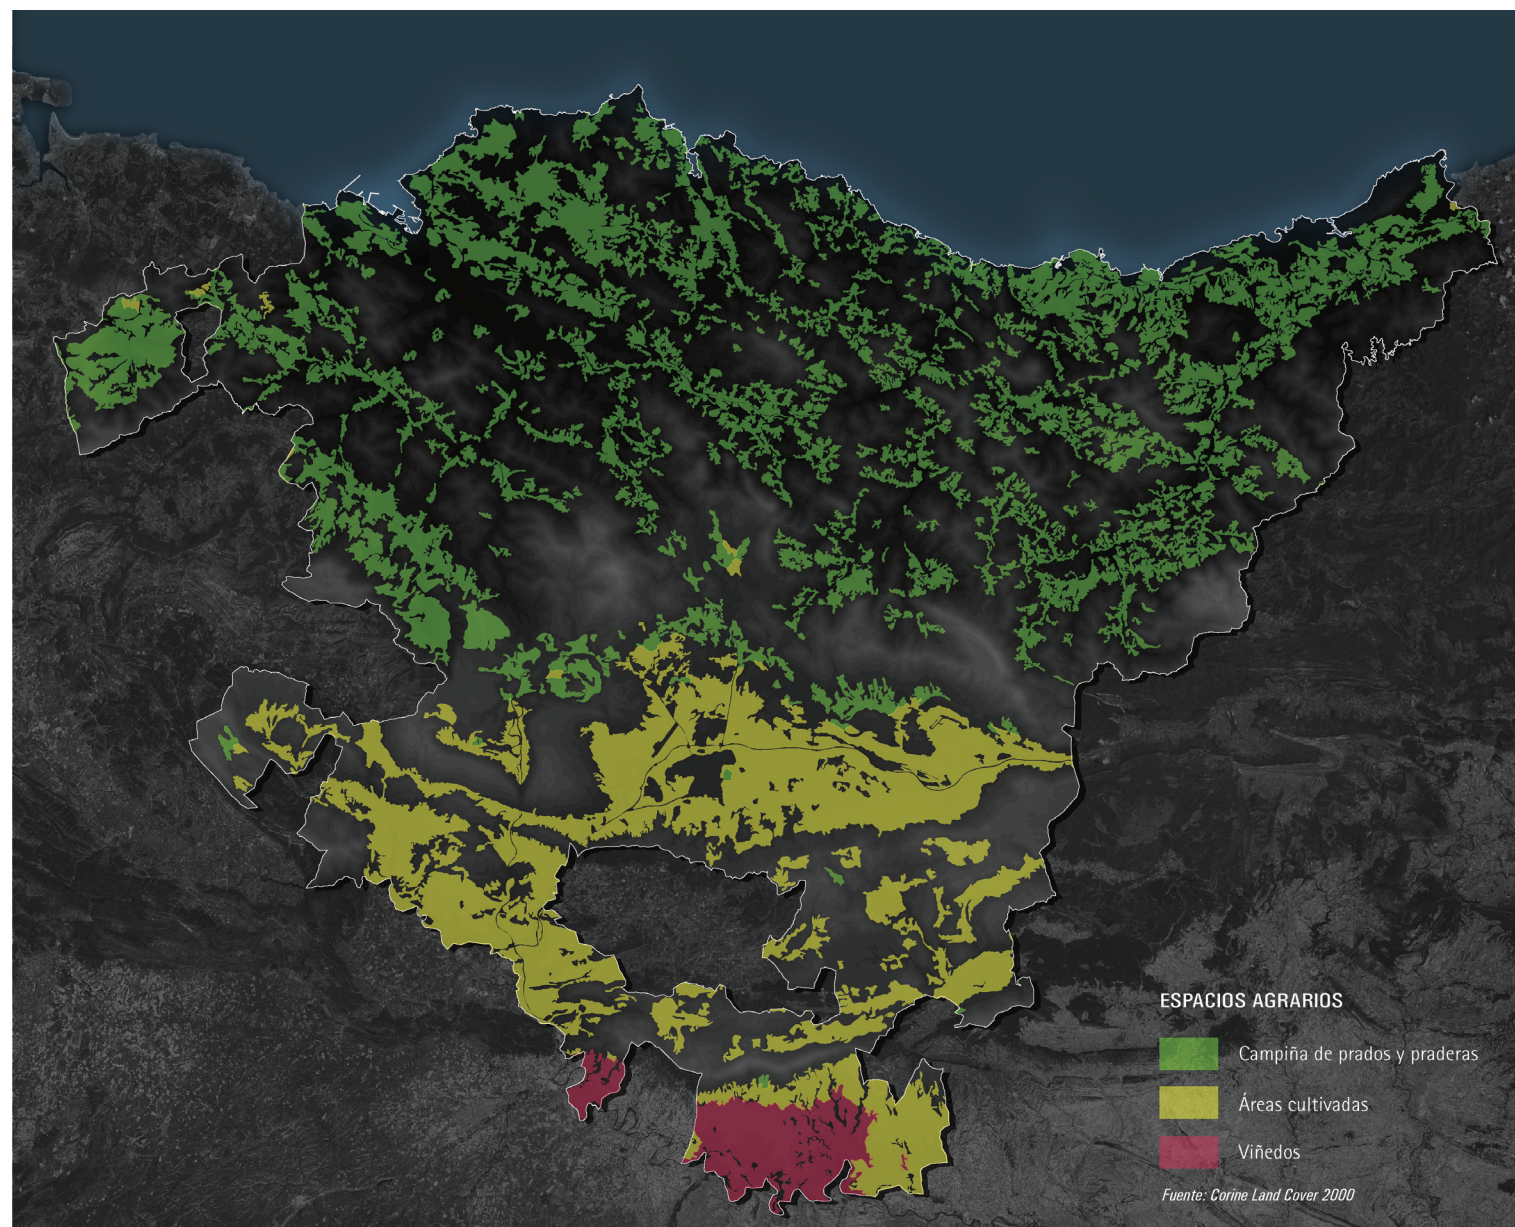 ESPACIOS AGRARIOS
Campiña de prados y praderas
Áreas cultivadas
Viñedos
Fuente: Corine Land Cover 2000